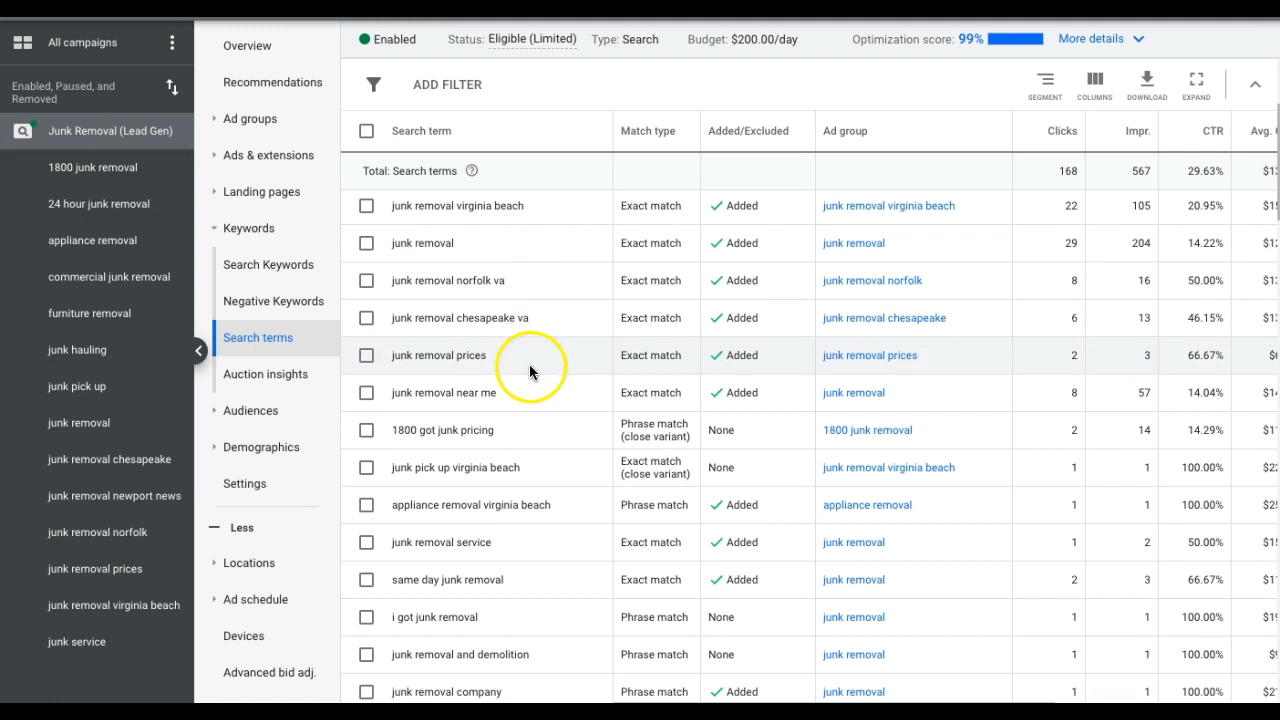 All campaigns
Enabled, Paused, and
Removed
Junk Removal (Lead Gen)
1800 junk removal
24 hour junk removal
appliance removal
commercial junk removal
furniture removal
junk hauling
junk pick up
junk removal
junk removal chesapeake
junk removal newport news
junk removal norfolk
junk removal prices
junk removal virginia beach
junk service
Overview
Recommendations
Ad groups
Ads & extensions
Landing pages
Keywords
Search Keywords
Negative Keywords
Search terms
Auction insights
Audiences
Demographics
Settings
Less
Locations
Ad schedule
Devices
Advanced bid adj.
Enabled Status: Eligible (Limited) Type: Search Budget: $200.00/day Optimization score: 99% More details
ADD FILTER
SEGMENT COLUMNS DOWNLOAD EXPAND
Search term Match type Added/Excluded Ad group Clicks Impr. CTR Avg.
Total: Search terms 168 567 29.63%
junk removal virginia beach Exact match Added junk removal virginia beach 22 105 20.95%
junk removal Exact match Added junk removal 29 204 14.22%
junk removal norfolk va Exact match Added junk removal norfolk 8 16 50.00%
junk removal chesapeake va Exact match Added junk removal chesapeake 6 13 46.15%
junk removal prices Exact match Added junk removal prices 2 3 66.67%
junk removal near me Exact match Added junk removal 8 57 14.04%
1800 got junk pricing Phrase match (close variant) None 1800 junk removal 2 14 14.29%
junk pick up virginia beach Exact match (close variant) None junk removal virginia beach 1 1 100.00%
appliance removal virginia beach Phrase match Added appliance removal 1 1 100.00%
junk removal service Exact match Added junk removal 1 2 50.00%
same day junk removal Exact match Added junk removal 2 3 66.67%
i got junk removal Phrase match None junk removal 1 1 100.00%
junk removal and demolition Phrase match None junk removal 1 1 100.00%
junk removal company Phrase match Added junk removal 1 1 100.00%